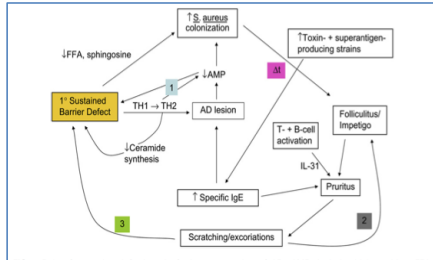 ↑S. aureus
colonization
↑Toxin- + superantigen-
producing strains
↓FFA, sphingosine
ΔI
↓AMP
1
1° Sustained
Barrier Defect
TH1 → TH2
AD lesion
Folliculitus/
Impetigo
T- + B-cell
activation
↓Ceramide
synthesis
IL-31
↑ Specific IgE
Pruritus
3
2
Scratching/excoriations